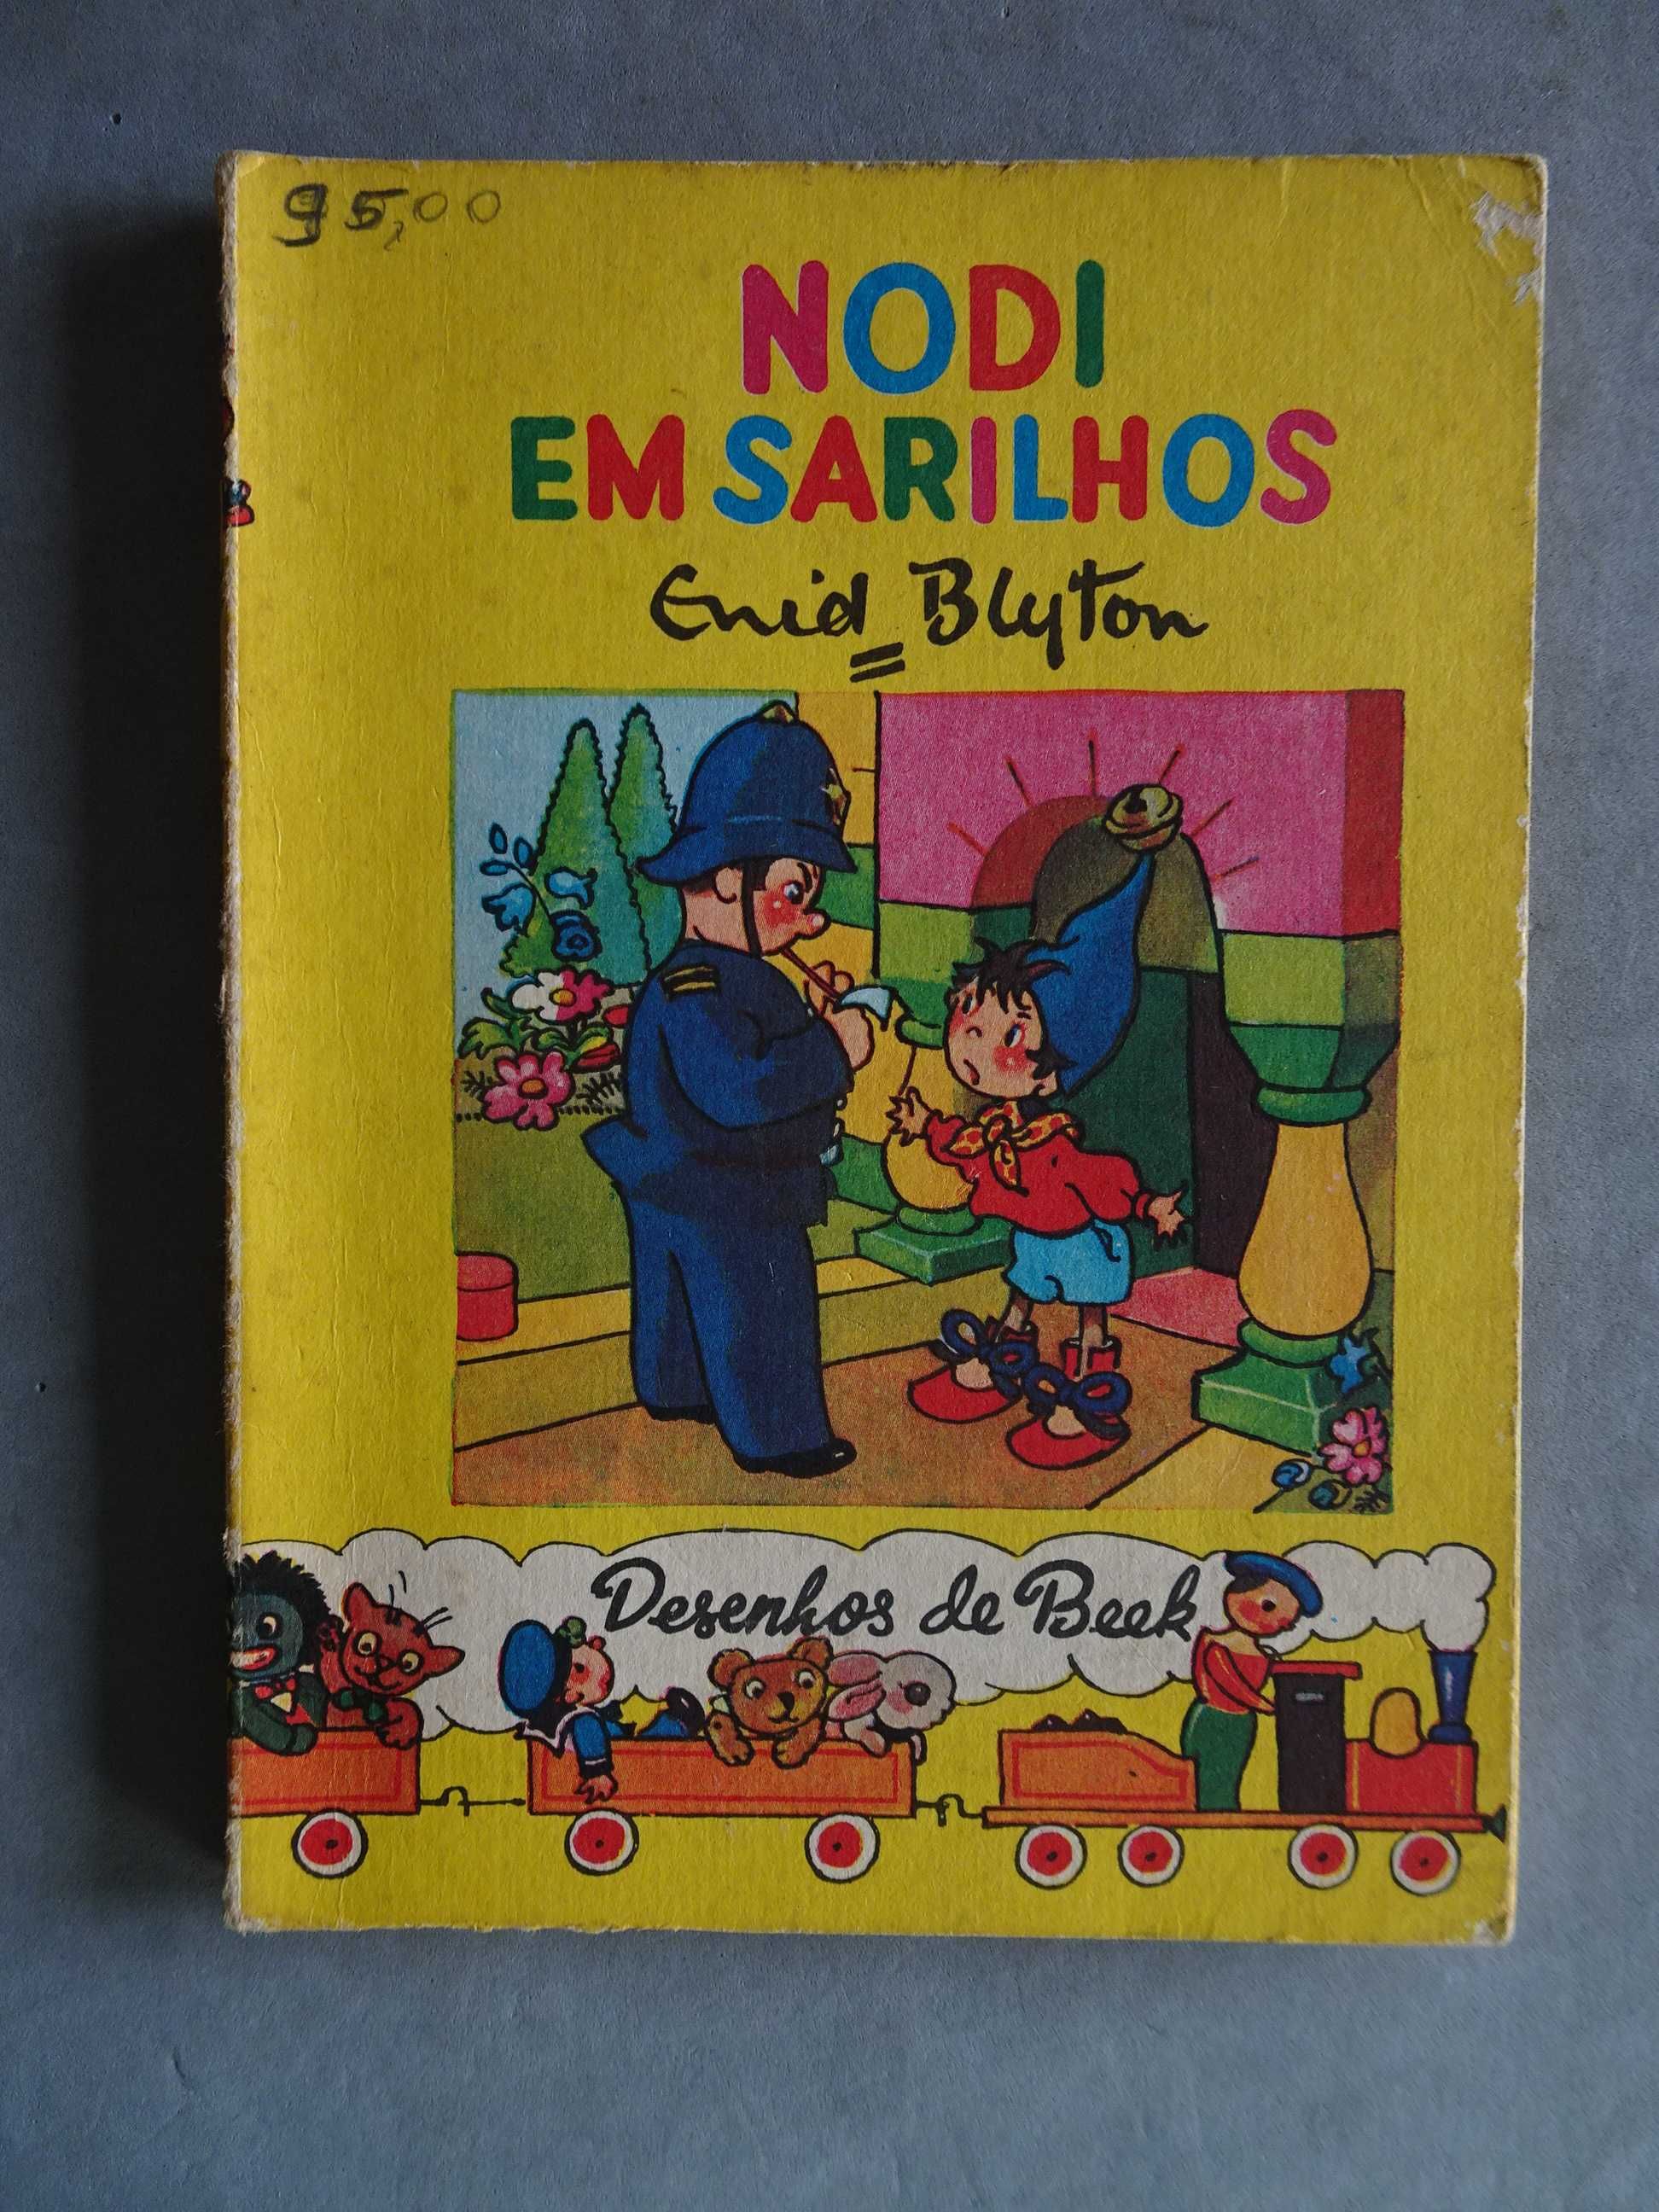 95,00
NODI
EM SARILHOS
Enid Blyton
Desenhos de Beek